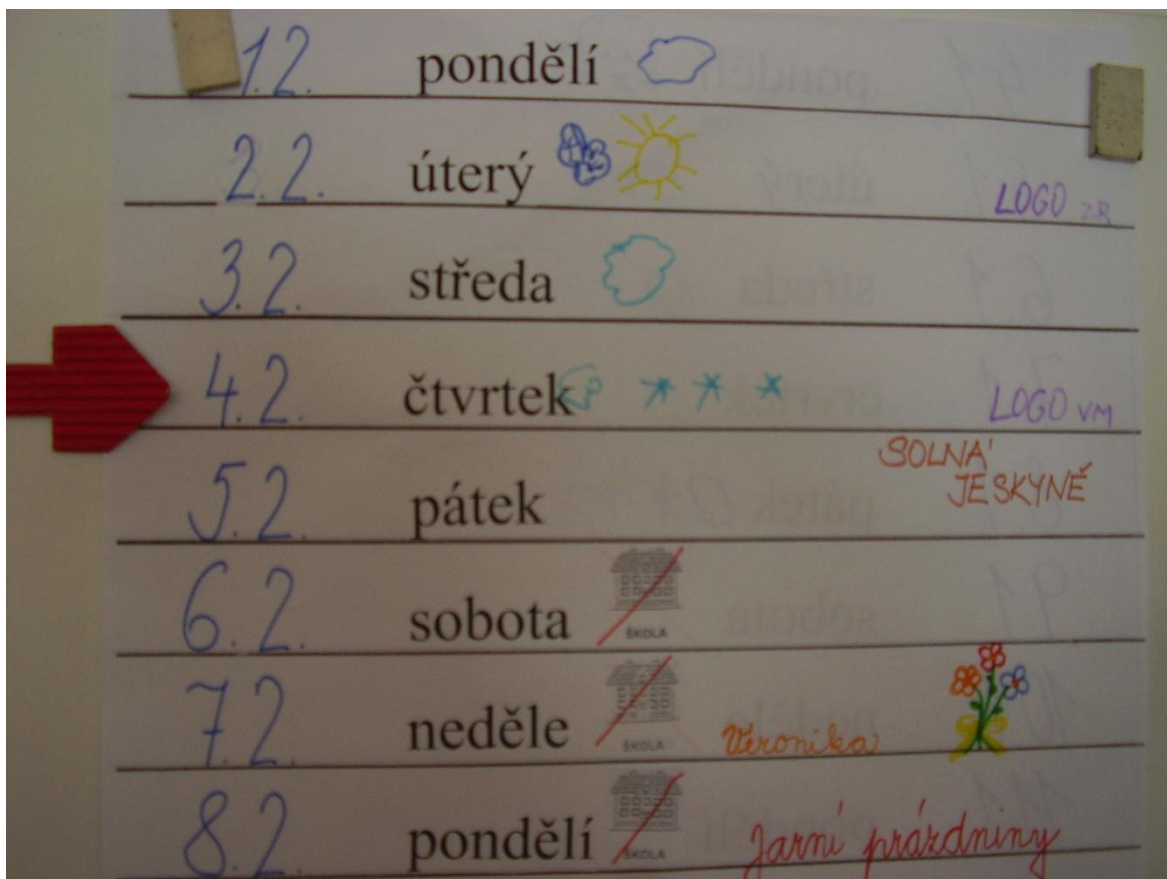 1.2. pondělí
2.2. úterý LOGO ZR
3.2. středa
4.2. čtvrtek LOGO VM
5.2. pátek SOLNÁ JESKYNĚ
6.2. sobota ŠKOLA
7.2. neděle ŠKOLA Veronika
8.2. pondělí ŠKOLA Jarní prázdniny